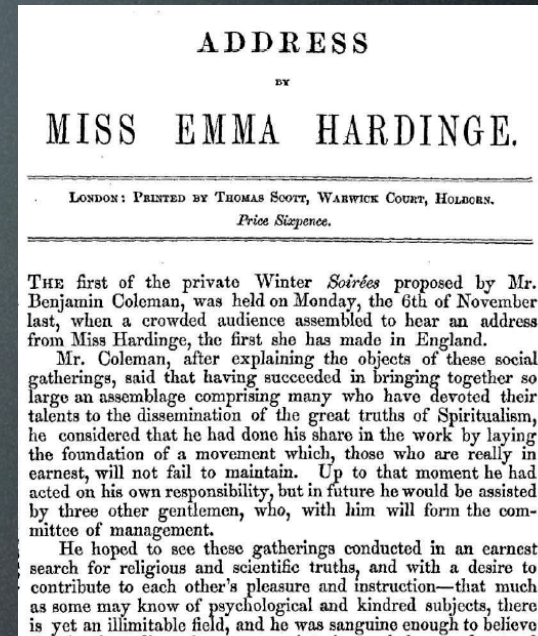 ADDRESS
BY
MISS EMMA HARDINGE.
LONDON: PRINTED BY THOMAS SCOTT, WARWICK COURT, HOLBORN.
Price Sixpence.
THE first of the private Winter Soirées proposed by Mr.
Benjamin Coleman, was held on Monday, the 6th of November
last, when a crowded audience assembled to hear an address
from Miss Hardinge, the first she has made in England.
Mr. Coleman, after explaining the objects of these social
gatherings, said that having succeeded in bringing together so
large an assemblage comprising many who have devoted their
talents to the dissemination of the great truths of Spiritualism,
he considered that he had done his share in the work by laying
the foundation of a movement which, those who are really in
earnest, will not fail to maintain. Up to that moment he had
acted on his own responsibility, but in future he would be assisted
by three other gentlemen, who, with him will form the com-
mittee of management.
He hoped to see these gatherings conducted in an earnest
search for religious and scientific truths, and with a desire to
contribute to each other's pleasure and instruction—that much
as some may know of psychological and kindred subjects, there
is yet an illimitable field, and he was sanguine enough to believe